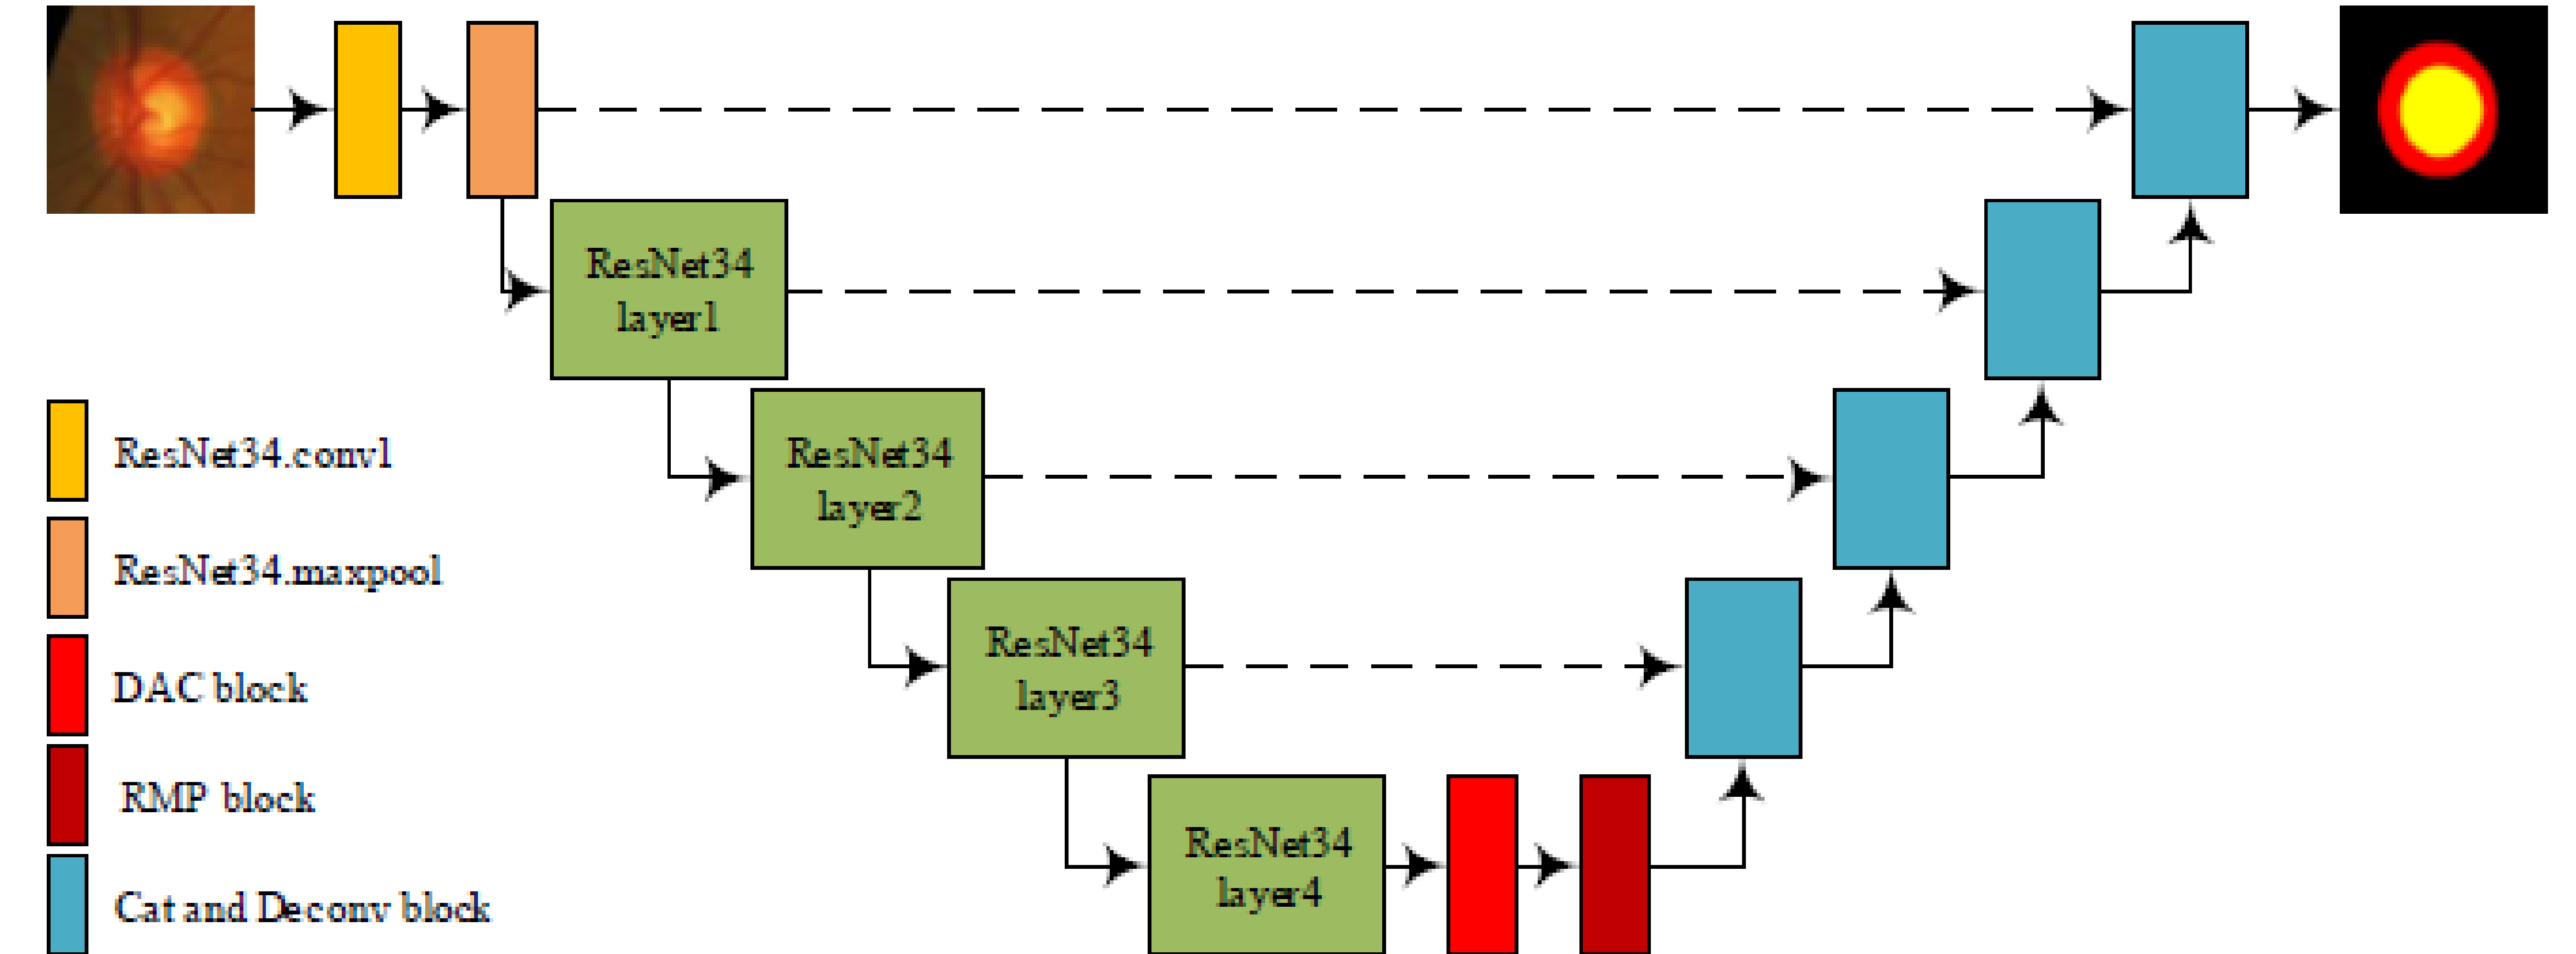 ResNet34
layer1
ResNet34
layer2
ResNet34
layer3
ResNet34
layer4
ResNet34.conv1
ResNet34.maxpool
DAC block
RMP block
Cat and Deconv block